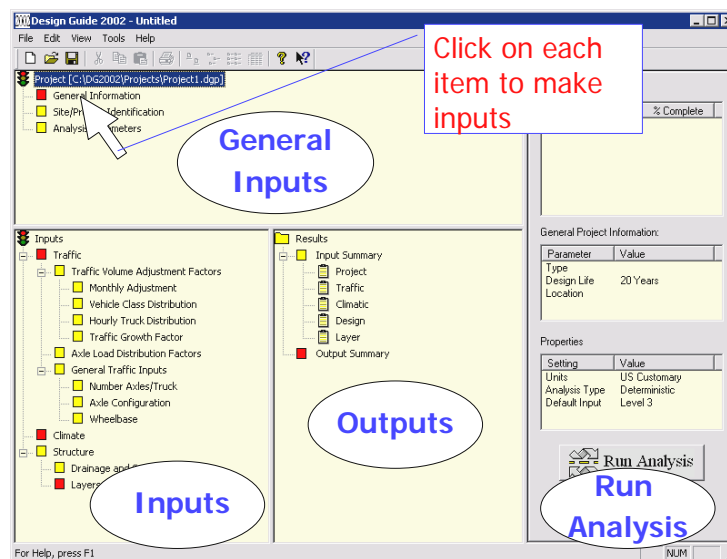 Design Guide 2002 - Untitled
File Edit View Tools Help
Project [C:\DG2002\Projects\Project1.dgp]
General Information
Site/Project Identification
Analysis Parameters
Click on each
item to make
inputs
General
Inputs
% Complete
Inputs
Traffic
Traffic Volume Adjustment Factors
Monthly Adjustment
Vehicle Class Distribution
Hourly Truck Distribution
Traffic Growth Factor
Axle Load Distribution Factors
General Traffic Inputs
Number Axles/Truck
Axle Configuration
Wheelbase
Climate
Structure
Drainage and
Layers
Inputs
Results
Input Summary
Project
Traffic
Climatic
Design
Layer
Output Summary
Outputs
General Project Information:
Parameter Value
Type
Design Life 20 Years
Location
Properties
Setting Value
Units US Customary
Analysis Type Deterministic
Default Input Level 3
Run Analysis
Run
Analysis
For Help, press F1
NUM